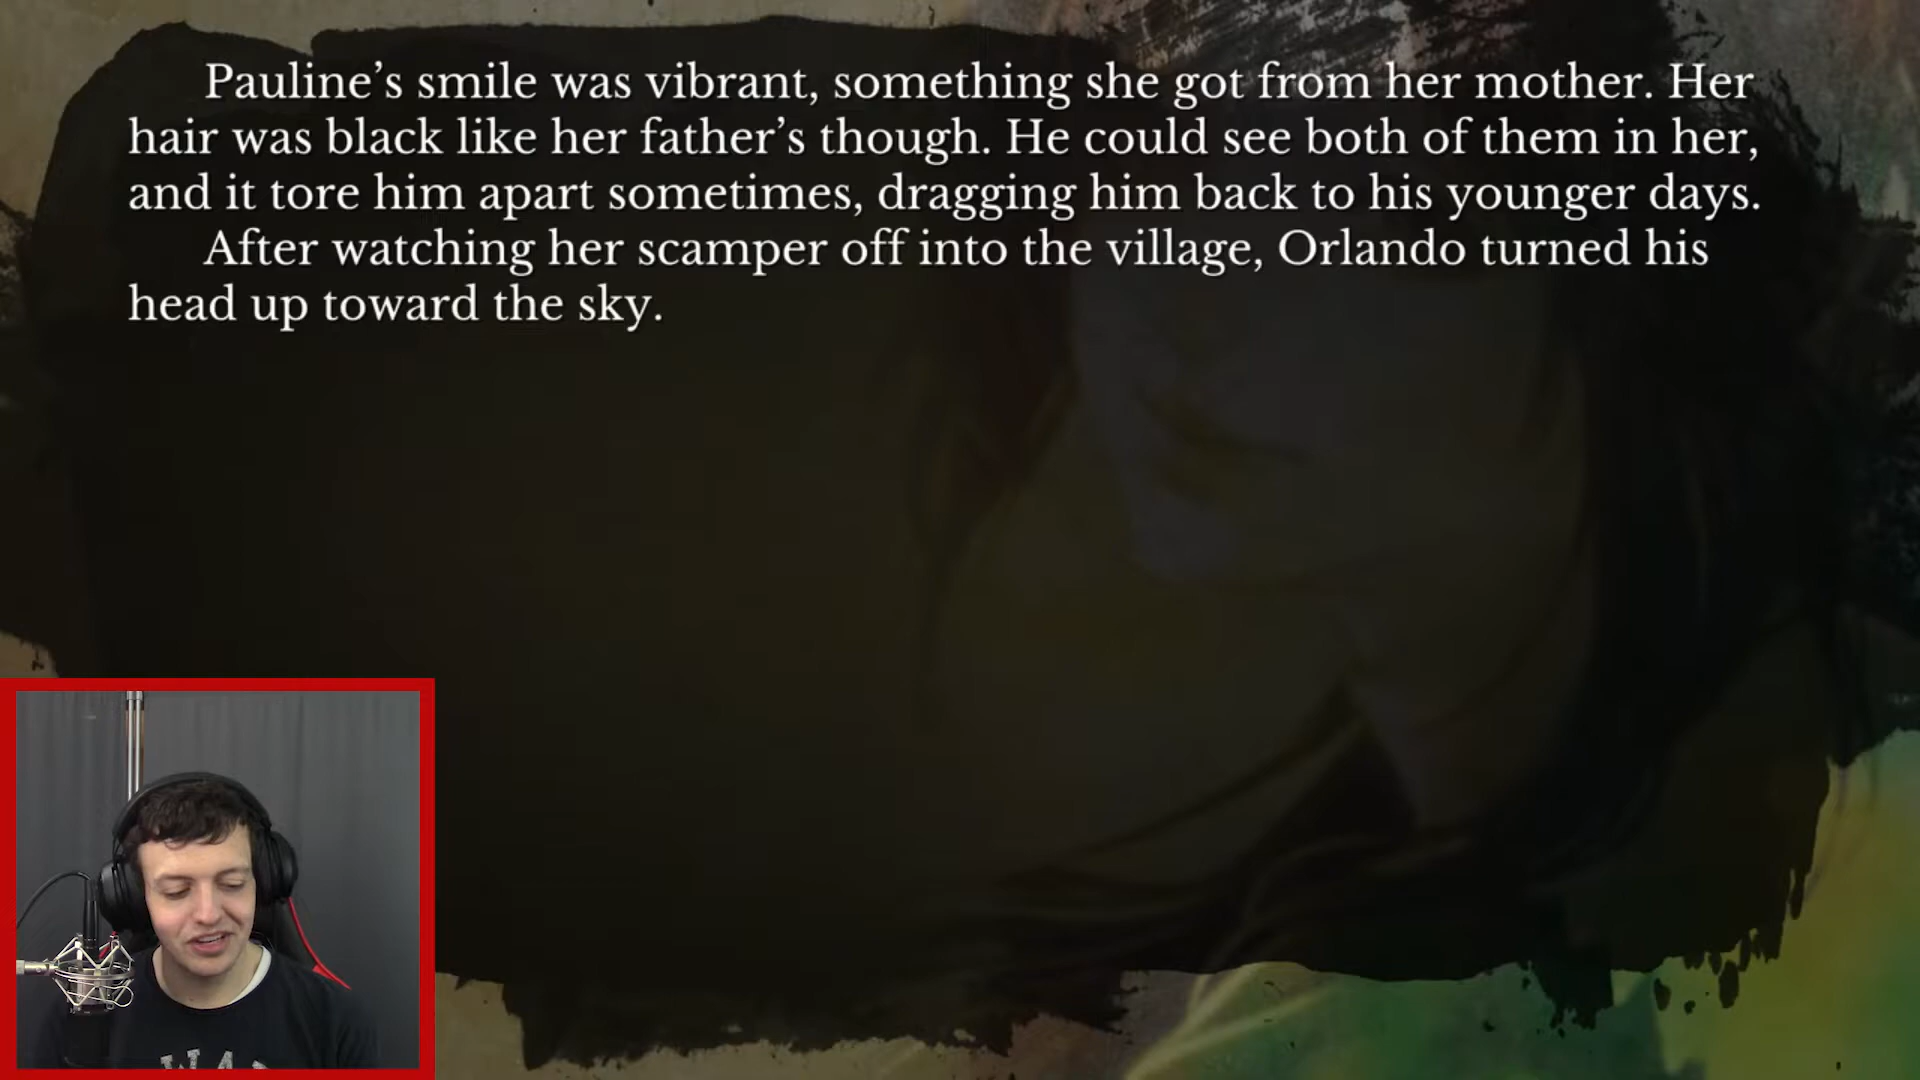 Pauline’s smile was vibrant, something she got from her mother. Her
hair was black like her father’s though. He could see both of them in her,
and it tore him apart sometimes, dragging him back to his younger days.
After watching her scamper off into the village, Orlando turned his
head up toward the sky.